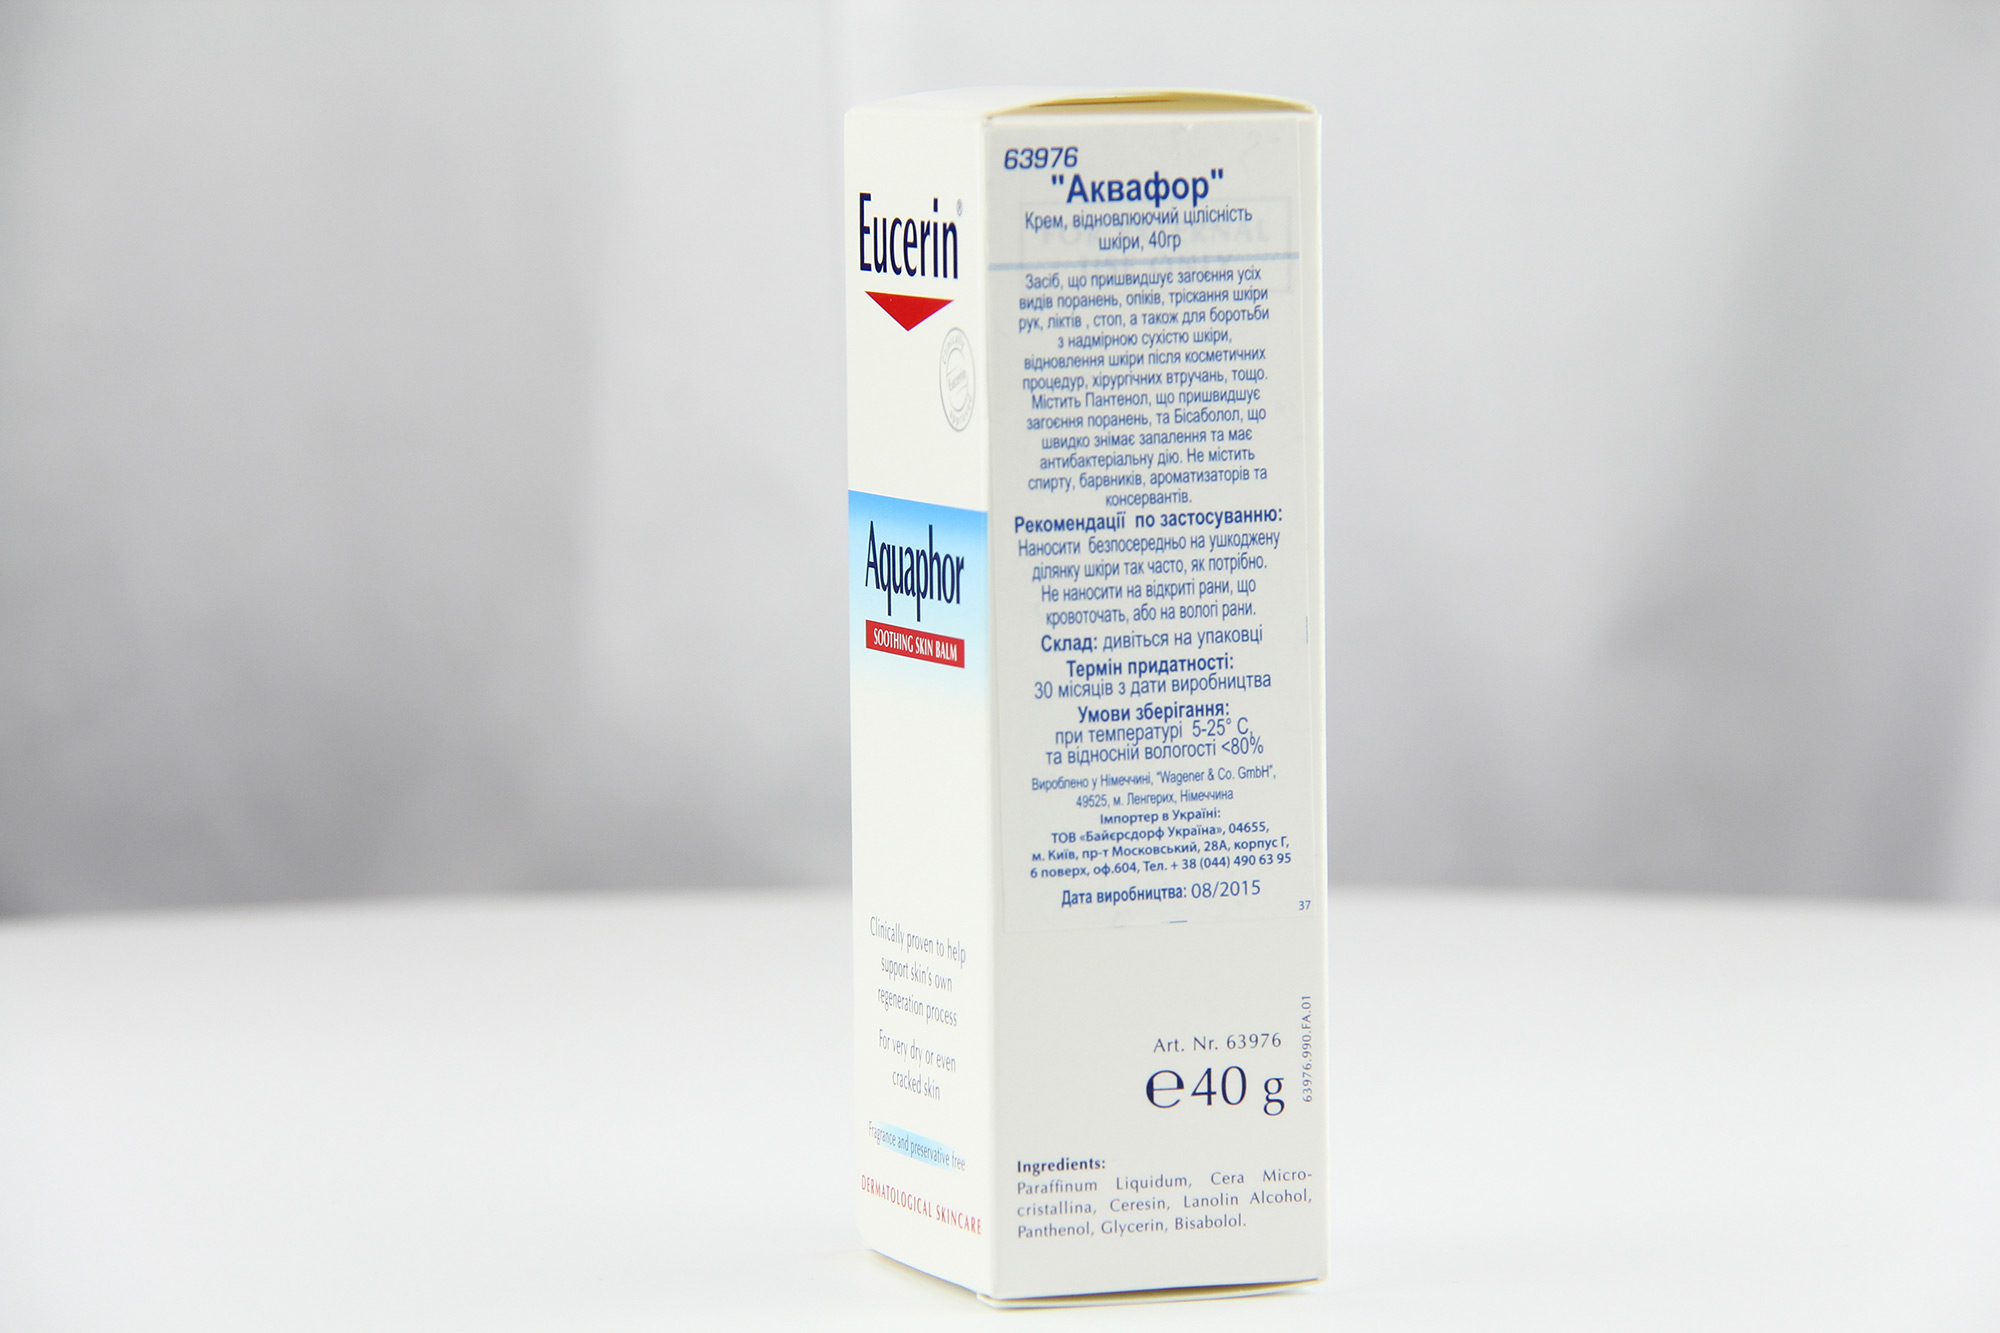 Eucerin®
Eucerin
Aquaphor
SOOTHING SKIN BALM
Clinically proven to help
support skin's own
regeneration process
For very dry or even
cracked skin
Fragrance and preservative free
DERMATOLOGICAL SKINCARE
63976
"Аквафор"
Крем, відновлюючий цілісність
шкіри, 40гр
Засіб, що пришвидшує загоєння усіх
видів поранень, опіків, тріскання шкіри
рук, ліктів , стоп, а також для боротьби
з надмірною сухістю шкіри,
відновлення шкіри після косметичних
процедур, хірургічних втручань, тощо.
Містить Пантенол, що пришвидшує
загоєння поранень, та Бісаболол, що
швидко знімає запалення та має
антибактеріальну дію. Не містить
спирту, барвників, ароматизаторів та
консервантів.
Рекомендації по застосуванню:
Наносити безпосередньо на ушкоджену
ділянку шкіри так часто, як потрібно.
Не наносити на відкриті рани, що
кровоточать, або на вологі рани.
Склад: дивіться на упаковці
Термін придатності:
30 місяців з дати виробництва
Умови зберігання:
при температурі 5-25° С,
та відносній вологості <80%
Вироблено у Німеччині, "Wagener & Co. GmbH",
49525, м. Ленгерих, Німеччина
Імпортер в Україні:
ТОВ «Байєрсдорф Україна», 04655,
м. Київ, пр-т Московський, 28А, корпус Г,
6 поверх, оф.604, Тел. + 38 (044) 490 63 95
Дата виробництва: 08/2015
37
Art. Nr. 63976
℮40 g
63976.990.FA.01
Ingredients:
Paraffinum Liquidum, Cera Micro-
cristallina, Ceresin, Lanolin Alcohol,
Panthenol, Glycerin, Bisabolol.